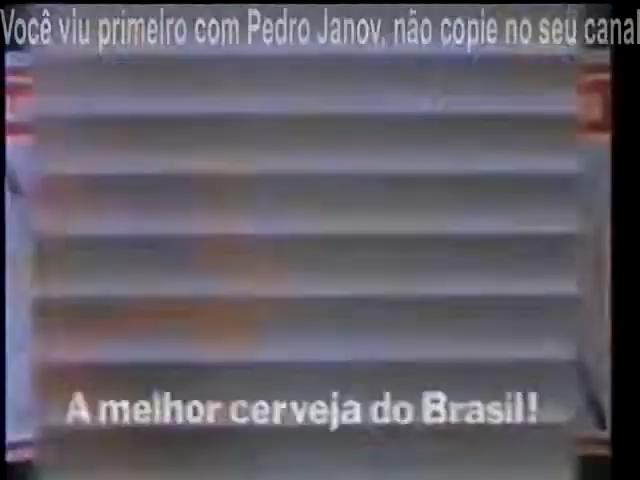 Você viu primeiro com Pedro Janov, não copie no seu canal
A melhor cerveja do Brasil!